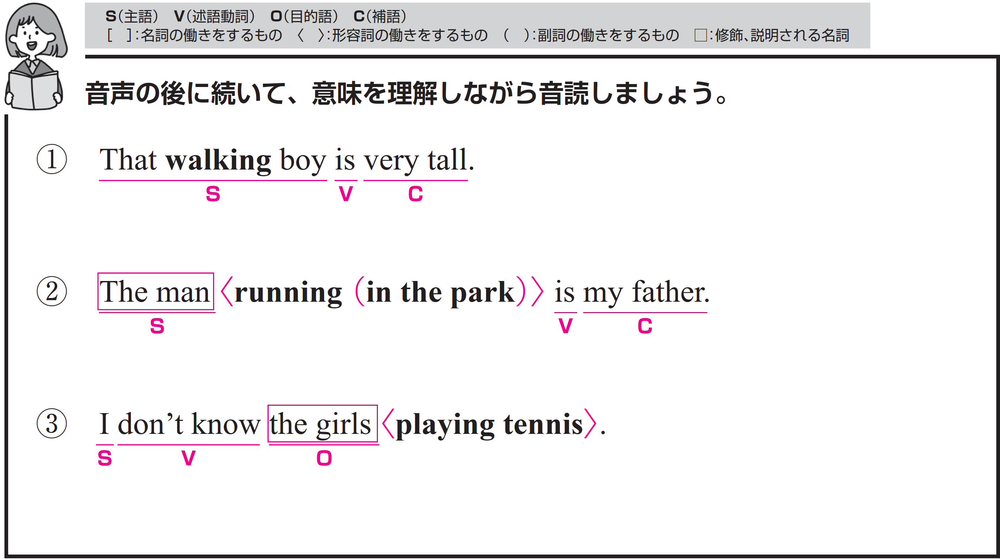 S（主語）　V（述語動詞）　O（目的語）　C（補語）
［　］：名詞の働きをするもの　〈　〉：形容詞の働きをするもの　（　）：副詞の働きをするもの　□：修飾、説明される名詞
音声の後に続いて、意味を理解しながら音読しましょう。
① That walking boy is very tall.
S V C
② The man〈running（in the park）〉is my father.
S V C
③ I don’t know the girls〈playing tennis〉.
S V O